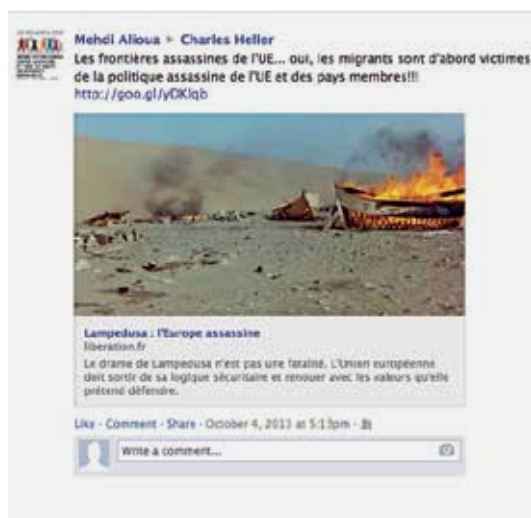 Mehdi Alioua ▸ Charles Heller
Les frontières assassines de l'UE... oui, les migrants sont d'abord victimes
de la politique assassine de l'UE et des pays membres!!!
http://goo.gl/yDKlqb
Lampedusa : l'Europe assassine
liberation.fr
Le drame de Lampedusa n'est pas une fatalité. L'Union européenne
doit sortir de sa logique sécuritaire et renouer avec les valeurs qu'elle
prétend défendre.
Like · Comment · Share · October 4, 2013 at 5:13pm ·
Write a comment...